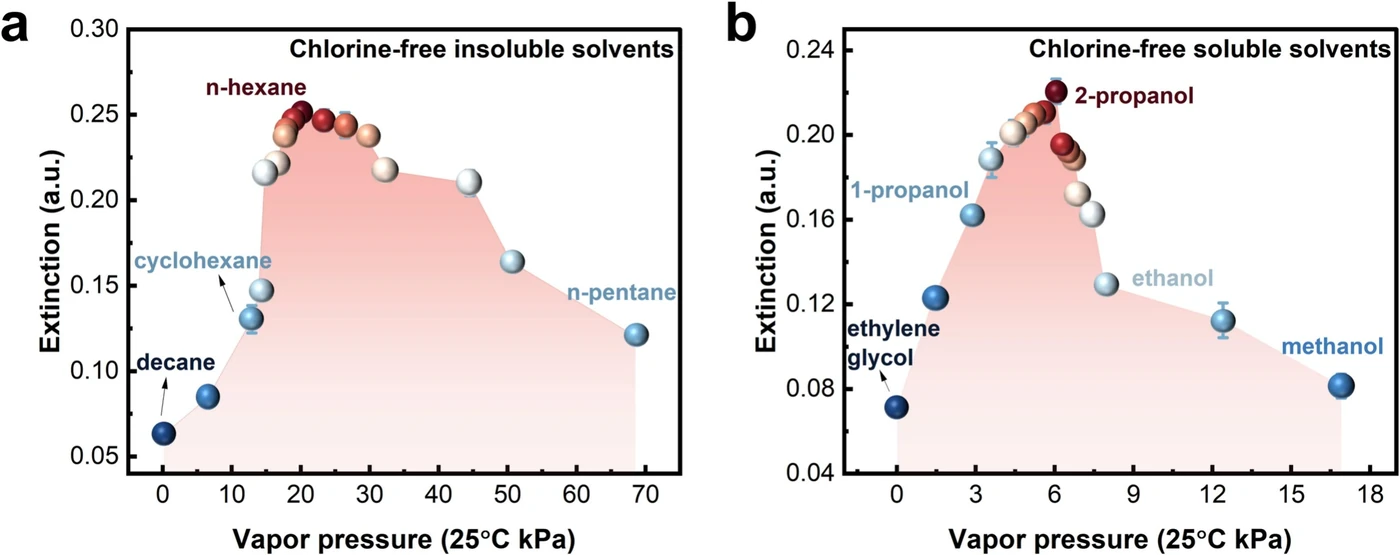 a
Chlorine-free insoluble solvents
n-hexane
cyclohexane
n-pentane
decane
Extinction (a.u.)
0.30
0.25
0.20
0.15
0.10
0.05
0 10 20 30 40 50 60 70
Vapor pressure (25°C kPa)
b
Chlorine-free soluble solvents
2-propanol
1-propanol
ethanol
ethylene
glycol
methanol
Extinction (a.u.)
0.24
0.20
0.16
0.12
0.08
0.04
0 3 6 9 12 15 18
Vapor pressure (25°C kPa)